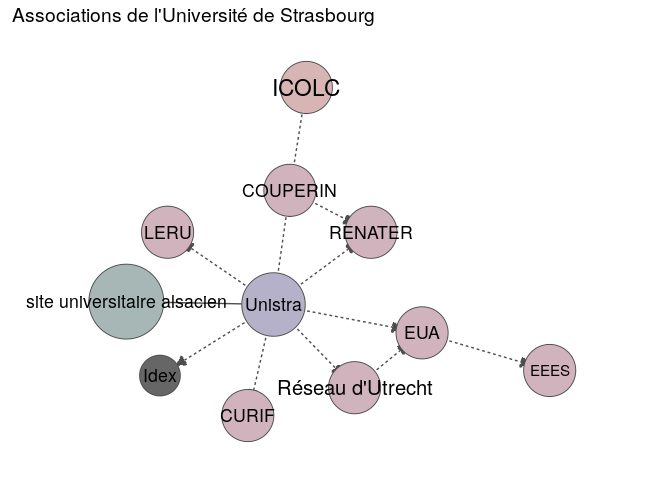 Associations de l'Université de Strasbourg
ICOLC
COUPERIN
LERU
RENATER
site universitaire alsacien
Unistra
EUA
EEES
Idex
Réseau d'Utrecht
CURIF